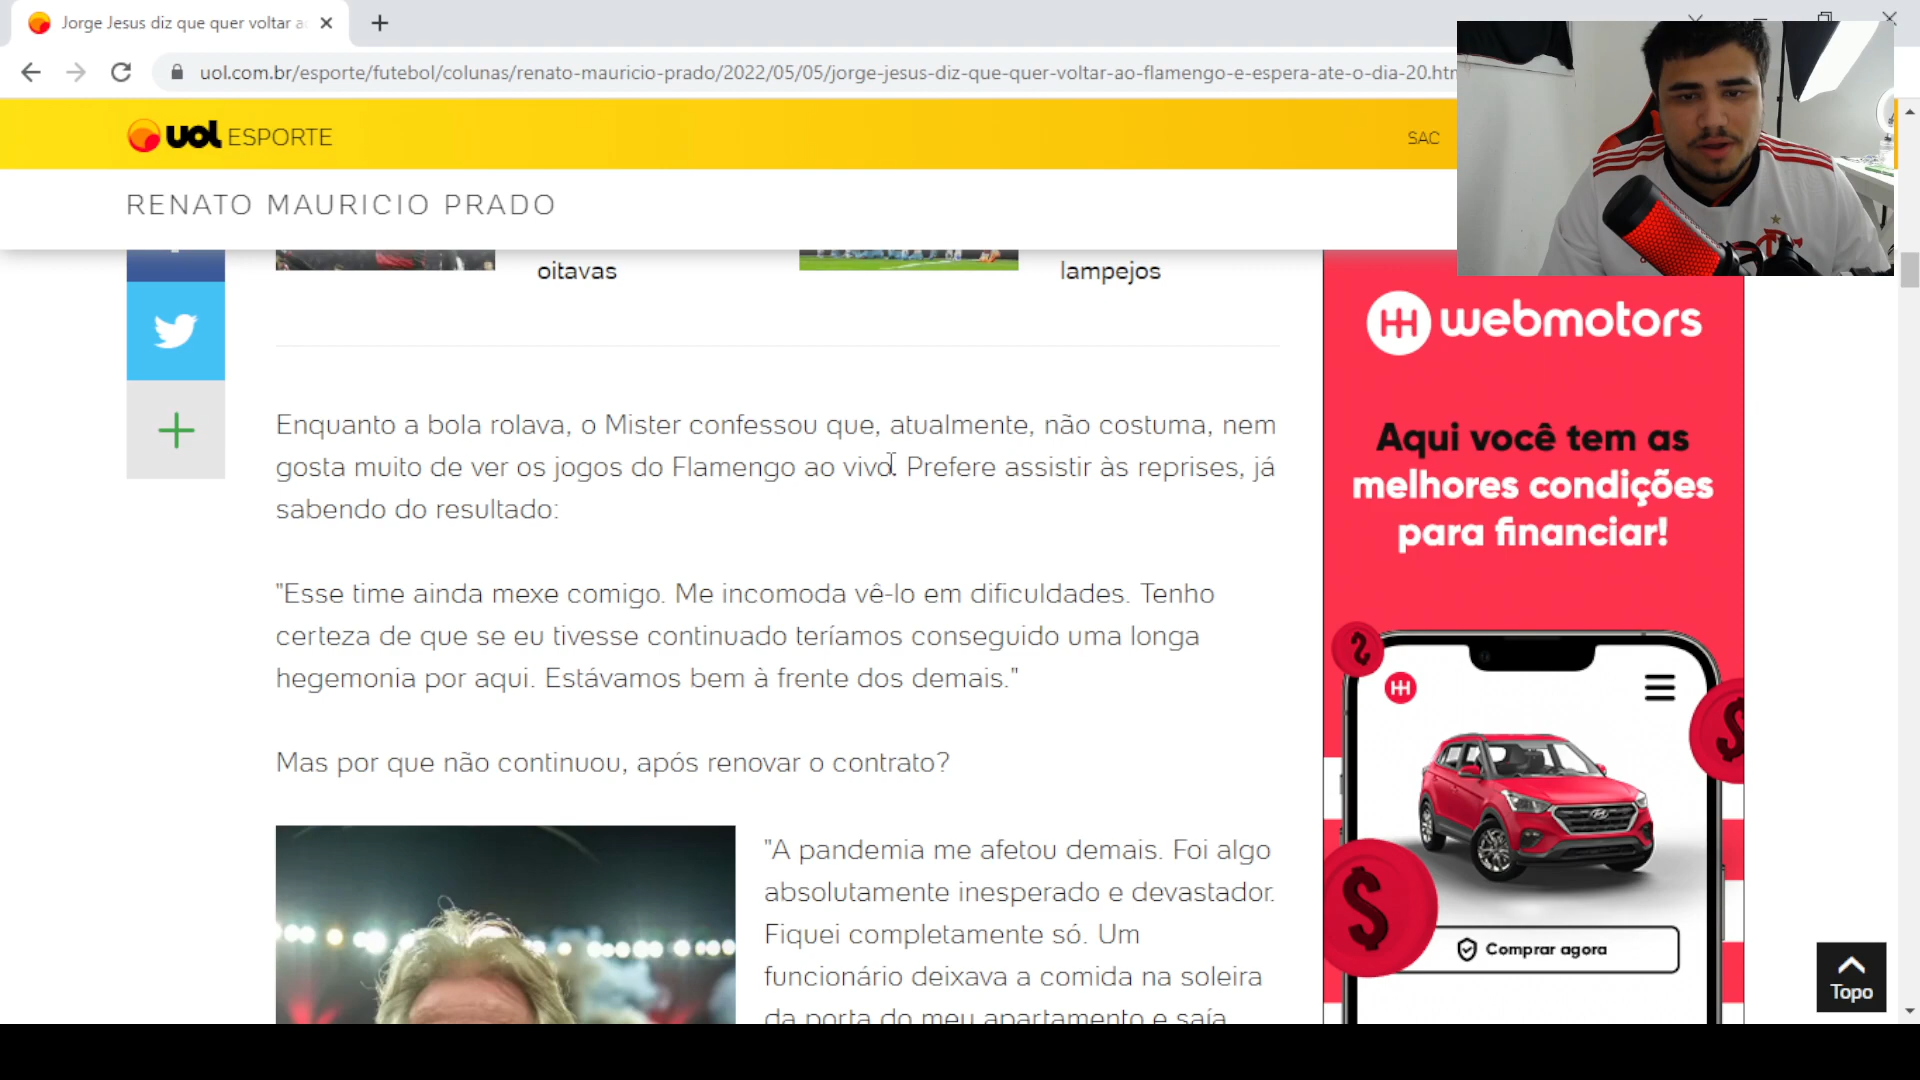 Jorge Jesus diz que quer voltar a
uol.com.br/esporte/futebol/colunas/renato-mauricio-prado/2022/05/05/jorge-jesus-diz-que-quer-voltar-ao-flamengo-e-espera-ate-o-dia-20.htm
uol ESPORTE
SAC
RENATO MAURICIO PRADO
oitavas
lampejos
Enquanto a bola rolava, o Mister confessou que, atualmente, não costuma, nem
gosta muito de ver os jogos do Flamengo ao vivo. Prefere assistir às reprises, já
sabendo do resultado:
"Esse time ainda mexe comigo. Me incomoda vê-lo em dificuldades. Tenho
certeza de que se eu tivesse continuado teríamos conseguido uma longa
hegemonia por aqui. Estávamos bem à frente dos demais."
Mas por que não continuou, após renovar o contrato?
"A pandemia me afetou demais. Foi algo
absolutamente inesperado e devastador.
Fiquei completamente só. Um
funcionário deixava a comida na soleira
da porta do meu apartamento e saía
webmotors
Aqui você tem as
melhores condições
para financiar!
Comprar agora
Topo